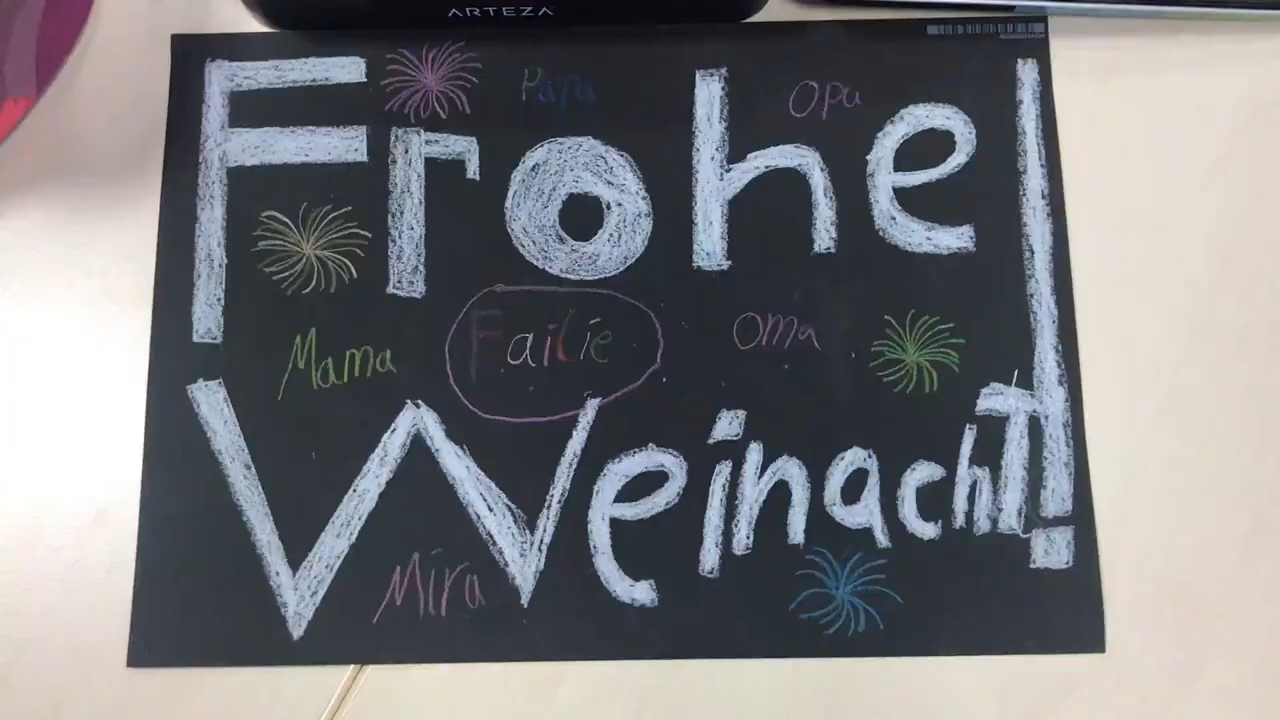 ARTEZA
Papa Opa
Frohe !
Mama Failie Oma
WeinachT
Mira